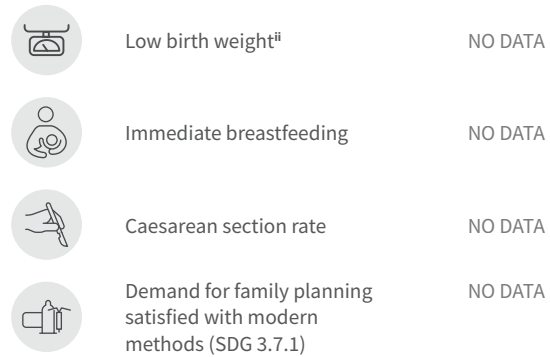 Low birth weightⁱⁱ NO DATA
Immediate breastfeeding NO DATA
Caesarean section rate NO DATA
Demand for family planning NO DATA
satisfied with modern
methods (SDG 3.7.1)